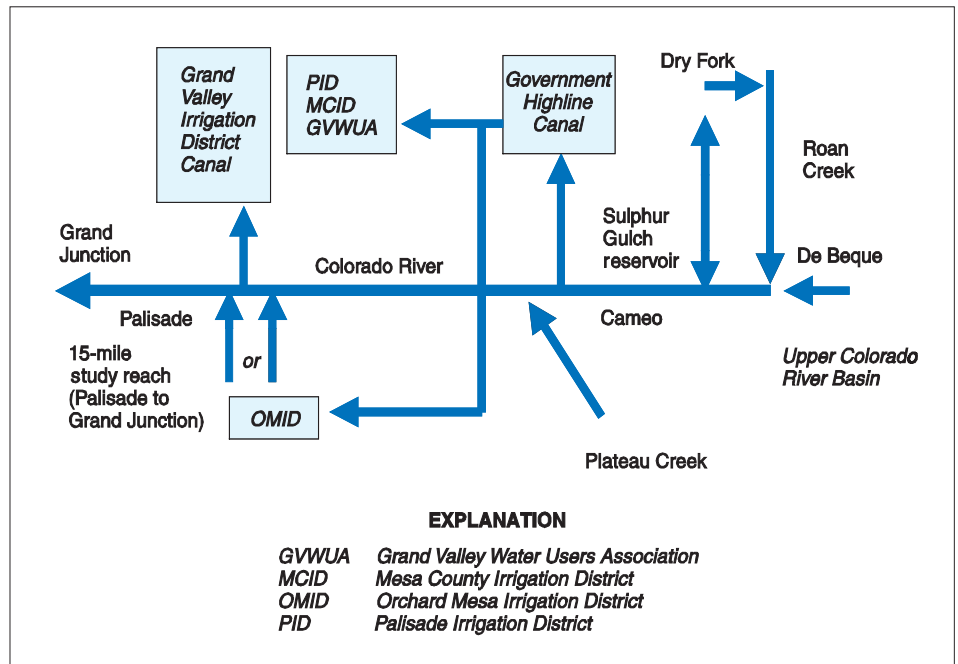 Grand
Valley
Irrigation
District
Canal
PID
MCID
GVWUA
Government
Highline
Canal
Dry Fork
Roan
Creek
Sulphur
Gulch
reservoir
Grand
Junction
Colorado River
De Beque
Palisade
Cameo
15-mile
study reach
(Palisade to
Grand Junction)
or
Upper Colorado
River Basin
OMID
Plateau Creek
EXPLANATION
GVWUA Grand Valley Water Users Association
MCID Mesa County Irrigation District
OMID Orchard Mesa Irrigation District
PID Palisade Irrigation District